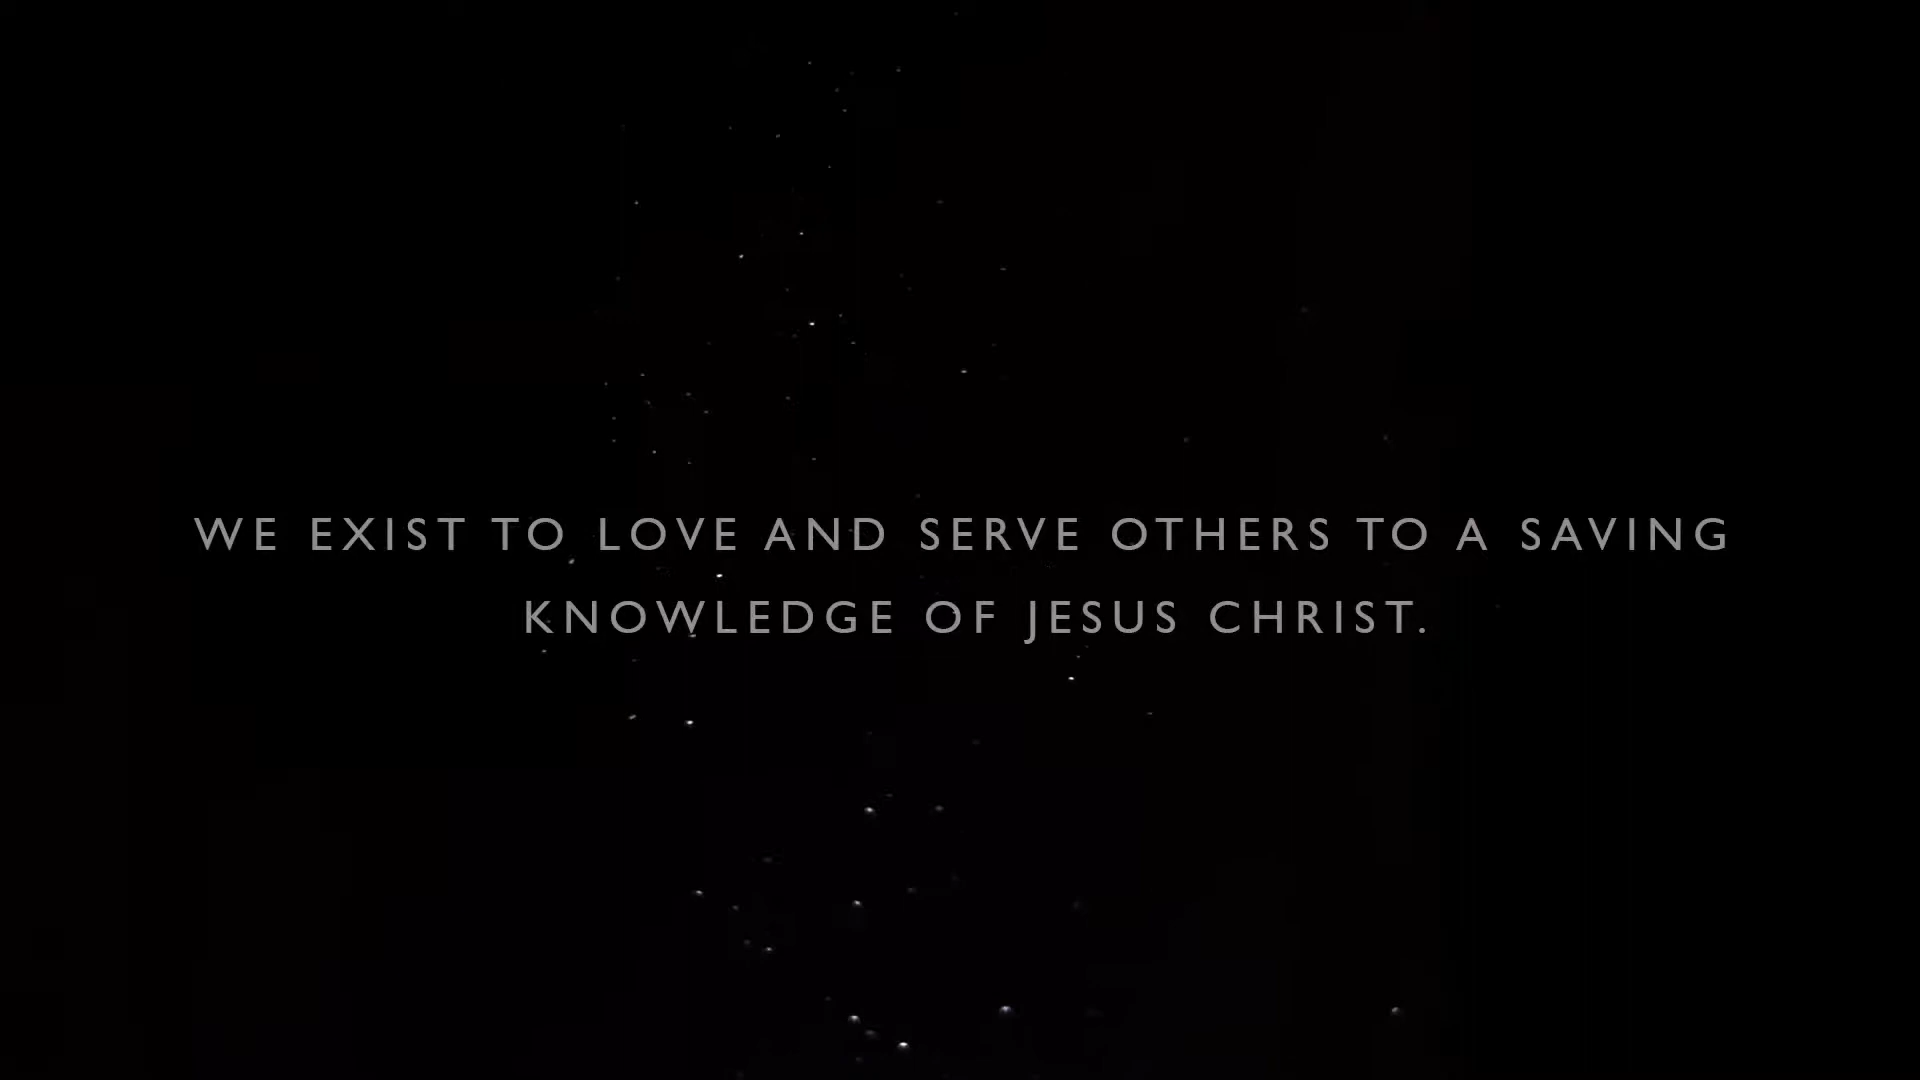 WE EXIST TO LOVE AND SERVE OTHERS TO A SAVING
KNOWLEDGE OF JESUS CHRIST.